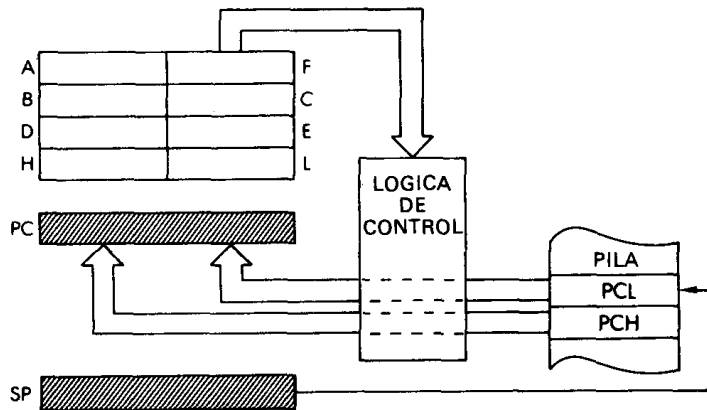 A F
B C
D E
H L
LOGICA
DE
CONTROL
PC
PILA
PCL
PCH
SP